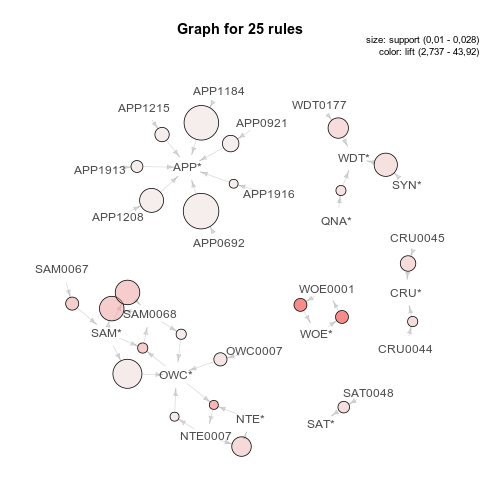 Graph for 25 rules
size: support (0,01 - 0,028)
color: lift (2,737 - 43,92)
APP1184
APP1215
WDT0177
APP0921
WDT*
APP1913
APP*
SYN*
APP1916
APP1208
QNA*
APP0692
CRU0045
SAM0067
WOE0001
CRU*
SAM0068
SAM*
WOE*
CRU0044
OWC0007
OWC*
SAT0048
NTE*
SAT*
NTE0007